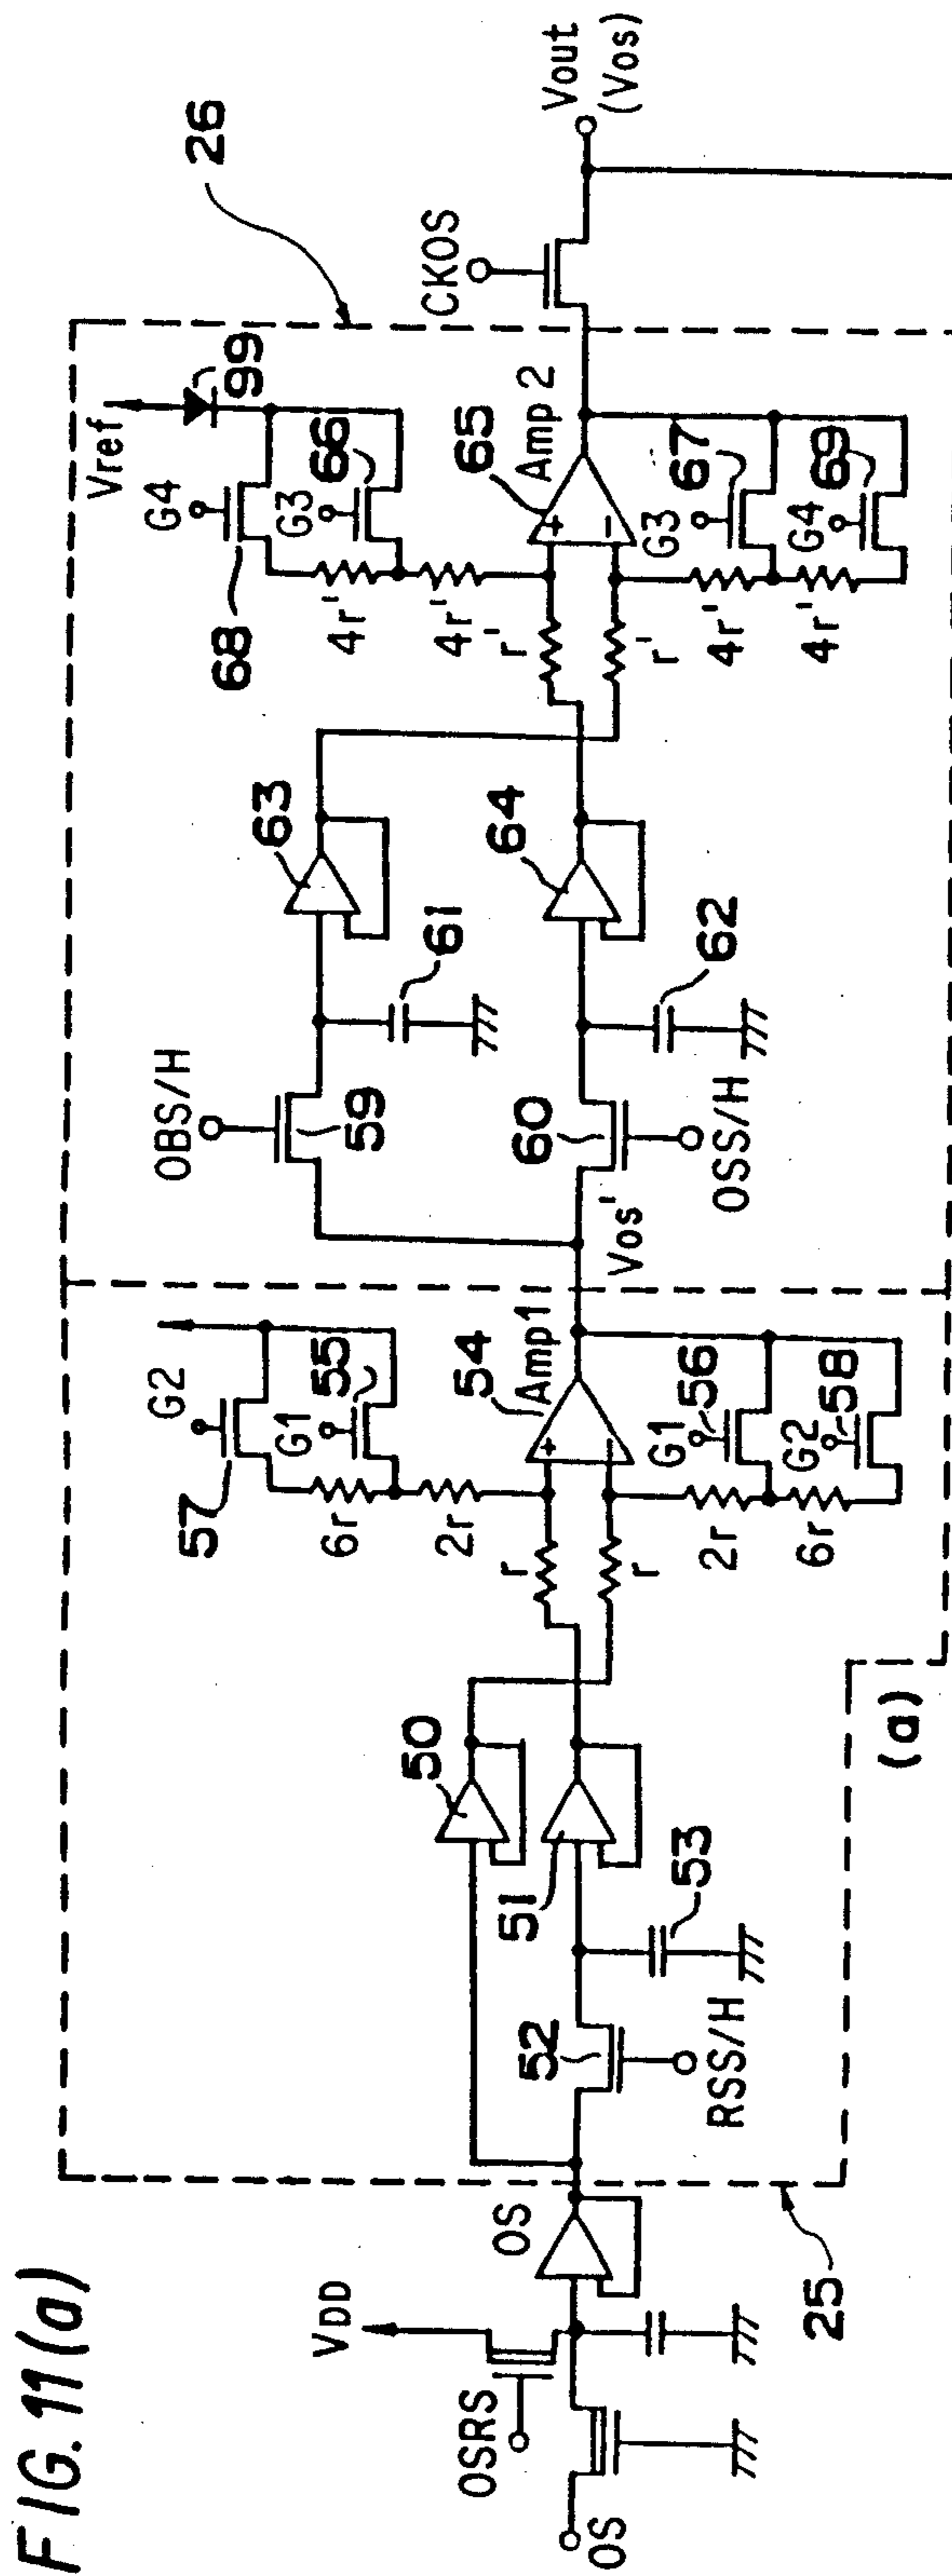 FIG. 11(a)
OS
OSRS
VDD
OS
25
RSS/H
52
53
50
51
(a)
r
r
57
G2
6r
G1
55
2r
54
Amp1
+
−
2r
6r
G1
56
G2
58
Vos'
OBS/H
59
60
OSS/H
61
62
63
64
r'
r'
68
G4
Vref
99
4r'
G3
66
4r'
65
Amp 2
+
−
4r'
4r'
G3
67
G4
69
26
CKOS
Vout
(Vos)